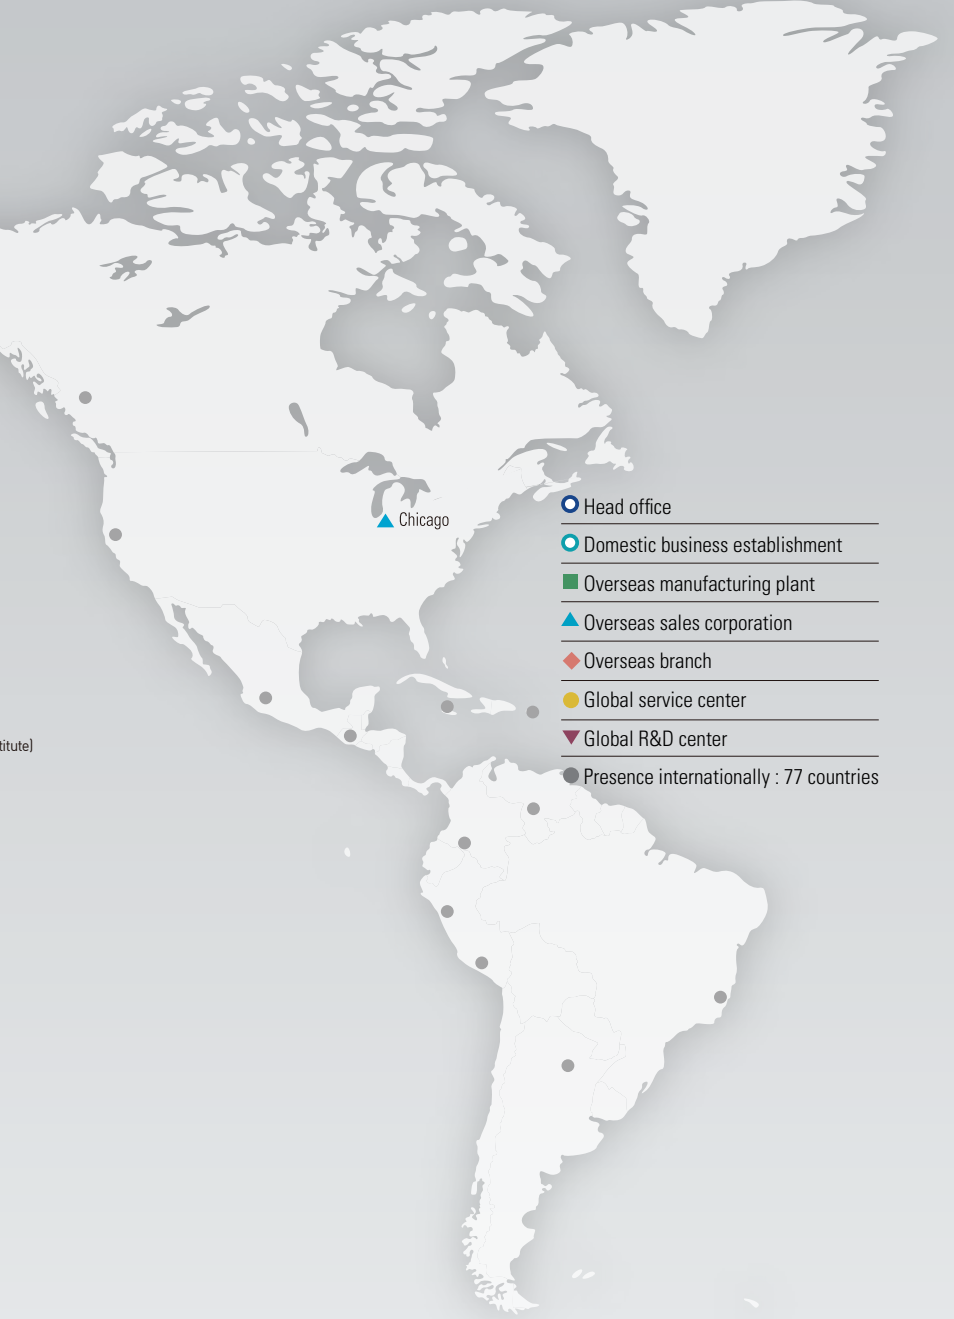 Chicago
Head office
Domestic business establishment
Overseas manufacturing plant
Overseas sales corporation
Overseas branch
Global service center
titute)
Global R&D center
Presence internationally : 77 countries